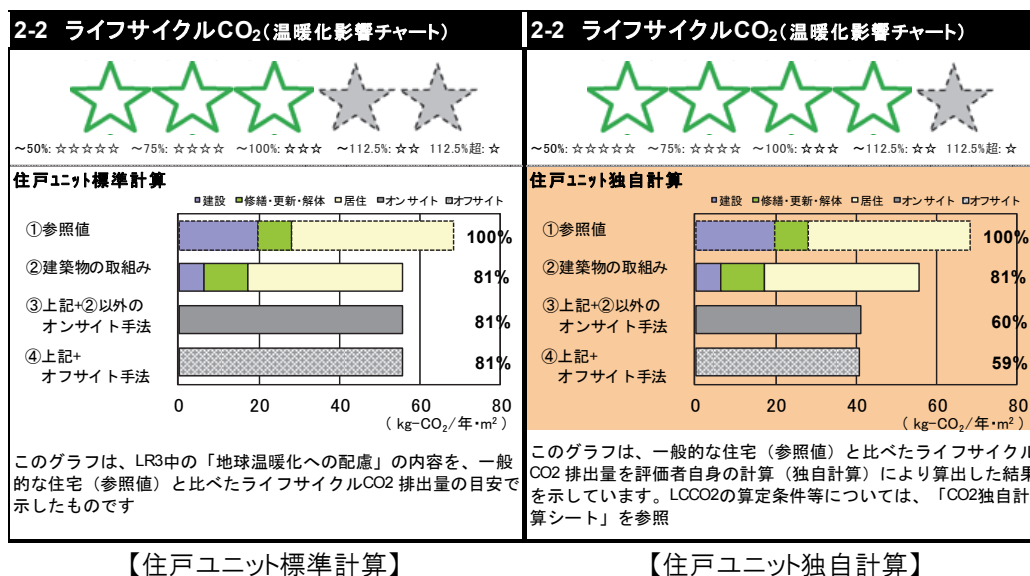 2-2 ライフサイクルCO2(温暖化影響チャート)
~50%: ☆☆☆☆☆ ~75%: ☆☆☆☆ ~100%: ☆☆☆ ~112.5%: ☆☆ 112.5%超: ☆
住戸ユニット標準計算
■建設 ■修繕・更新・解体 □居住 ■オンサイト ■オフサイト
①参照値
100%
②建築物の取組み
81%
③上記+②以外の
オンサイト手法
81%
④上記+
オフサイト手法
81%
0 20 40 60 80
( kg-CO2/年・m2 )
このグラフは、LR3中の「地球温暖化への配慮」の内容を、一般
的な住宅(参照値)と比べたライフサイクルCO2 排出量の目安で
示したものです
【住戸ユニット標準計算】
2-2 ライフサイクルCO2(温暖化影響チャート)
~50%: ☆☆☆☆☆ ~75%: ☆☆☆☆ ~100%: ☆☆☆ ~112.5%: ☆☆ 112.5%超: ☆
住戸ユニット独自計算
■建設 ■修繕・更新・解体 □居住 ■オンサイト □オフサイト
①参照値
100%
②建築物の取組み
81%
③上記+②以外の
オンサイト手法
60%
④上記+
オフサイト手法
59%
0 20 40 60 80
( kg-CO2/年・m2 )
このグラフは、一般的な住宅(参照値)と比べたライフサイクル
CO2 排出量を評価者自身の計算(独自計算)により算出した結果
を示しています。LCCO2の算定条件等については、「CO2独自計
算シート」を参照
【住戸ユニット独自計算】